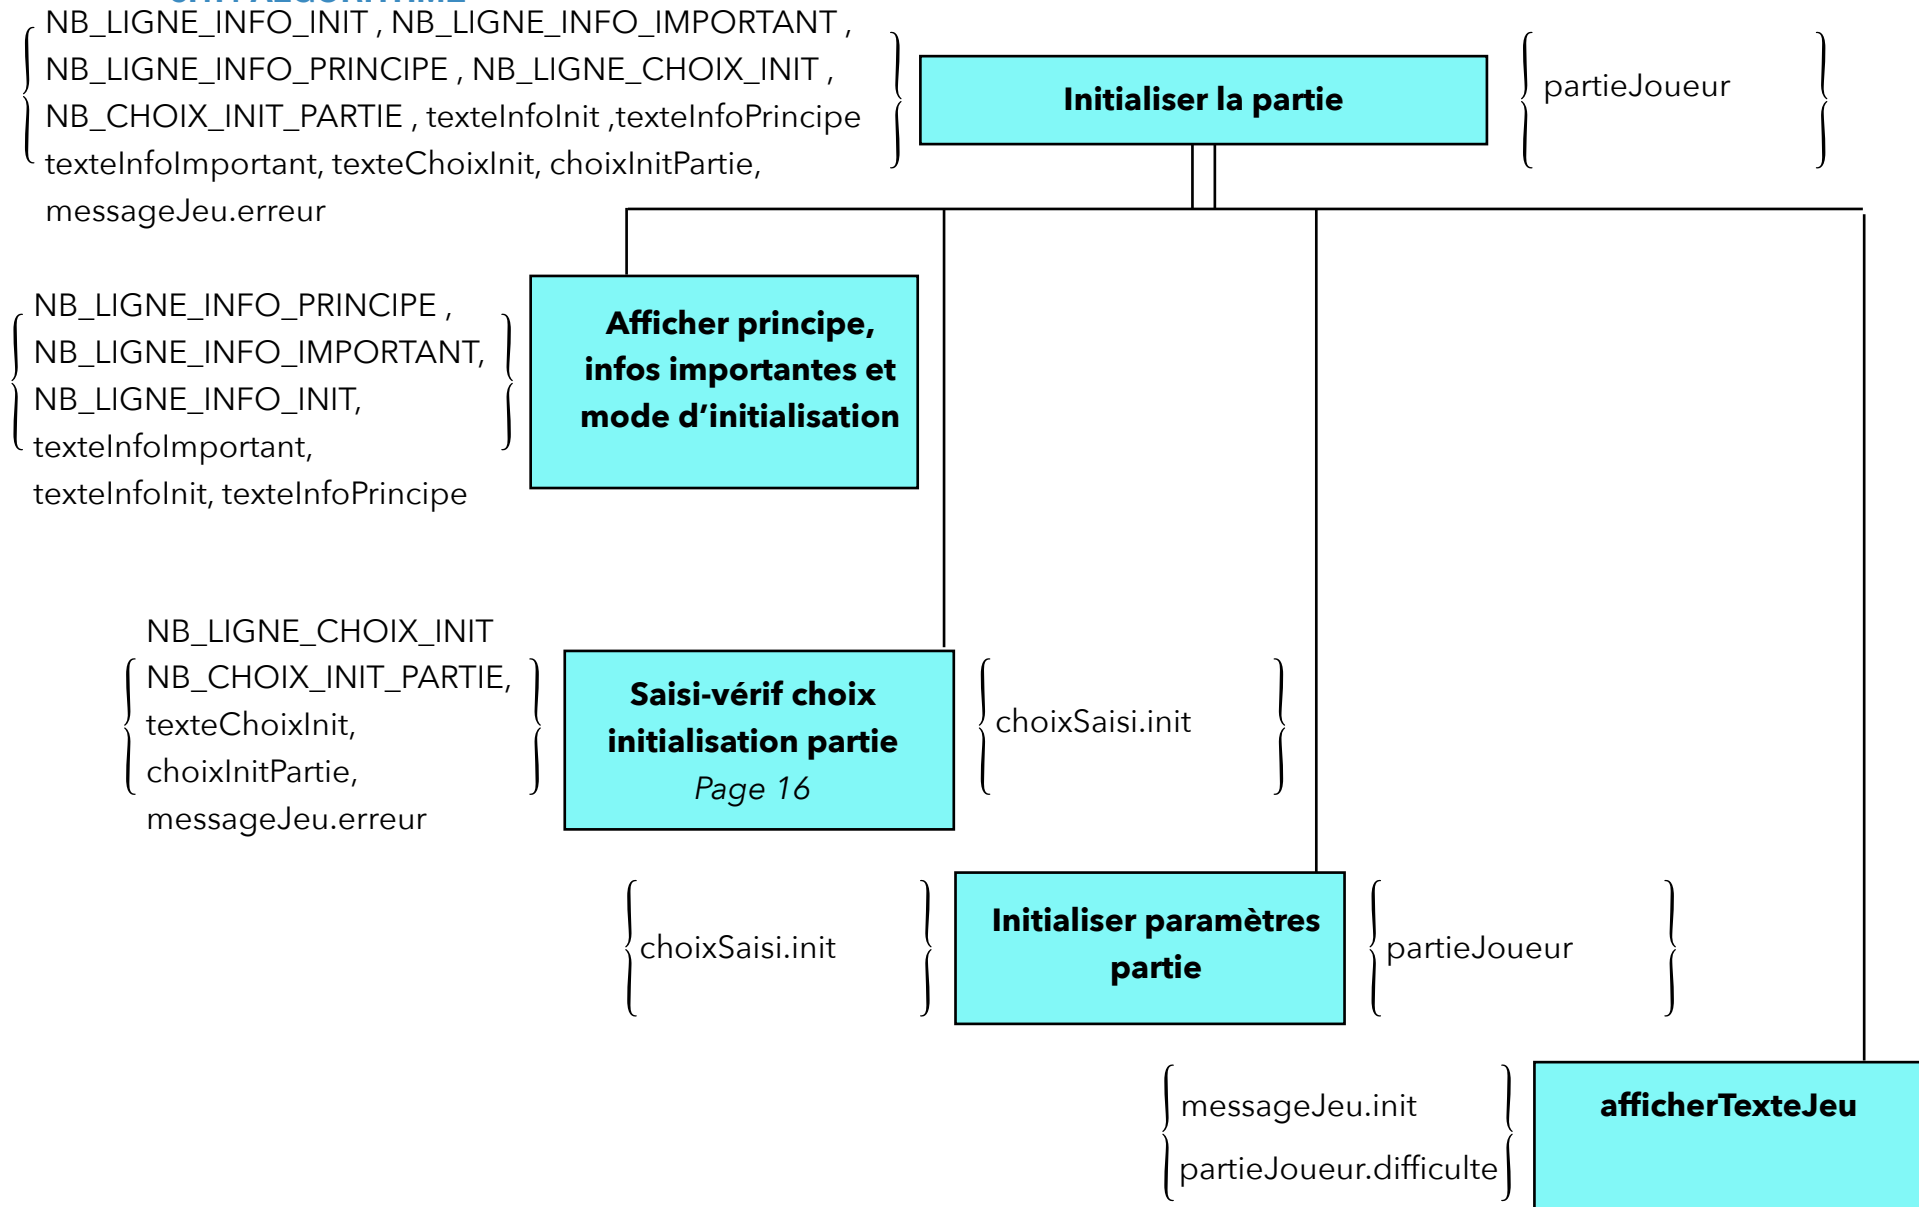 NB_LIGNE_INFO_INIT , NB_LIGNE_INFO_IMPORTANT ,
NB_LIGNE_INFO_PRINCIPE , NB_LIGNE_CHOIX_INIT ,
NB_CHOIX_INIT_PARTIE , texteInfoInit ,texteInfoPrincipe
texteInfoImportant, texteChoixInit, choixInitPartie,
messageJeu.erreur
Initialiser la partie
partieJoueur
NB_LIGNE_INFO_PRINCIPE ,
NB_LIGNE_INFO_IMPORTANT,
NB_LIGNE_INFO_INIT,
texteInfoImportant,
texteInfoInit, texteInfoPrincipe
Afficher principe,
infos importantes et
mode d’initialisation
NB_LIGNE_CHOIX_INIT
NB_CHOIX_INIT_PARTIE,
texteChoixInit,
choixInitPartie,
messageJeu.erreur
Saisi-vérif choix
initialisation partie
Page 16
choixSaisi.init
choixSaisi.init
Initialiser paramètres
partie
partieJoueur
messageJeu.init
partieJoueur.difficulte
afficherTexteJeu